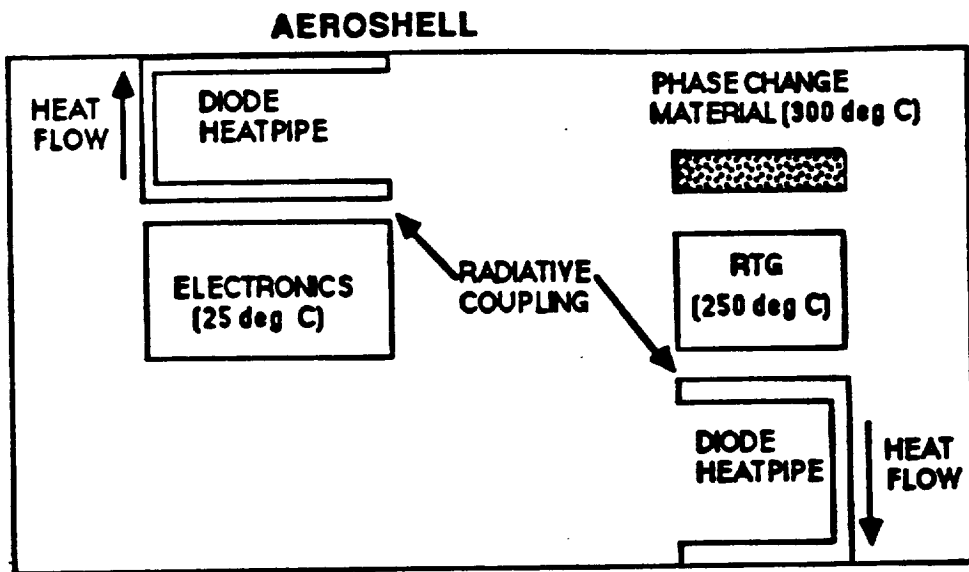 AEROSHELL
HEAT
FLOW
DIODE
HEATPIPE
PHASE CHANGE
MATERIAL (300 deg C)
ELECTRONICS
(25 deg C)
RADIATIVE
COUPLING
RTG
(250 deg C)
DIODE
HEATPIPE
HEAT
FLOW